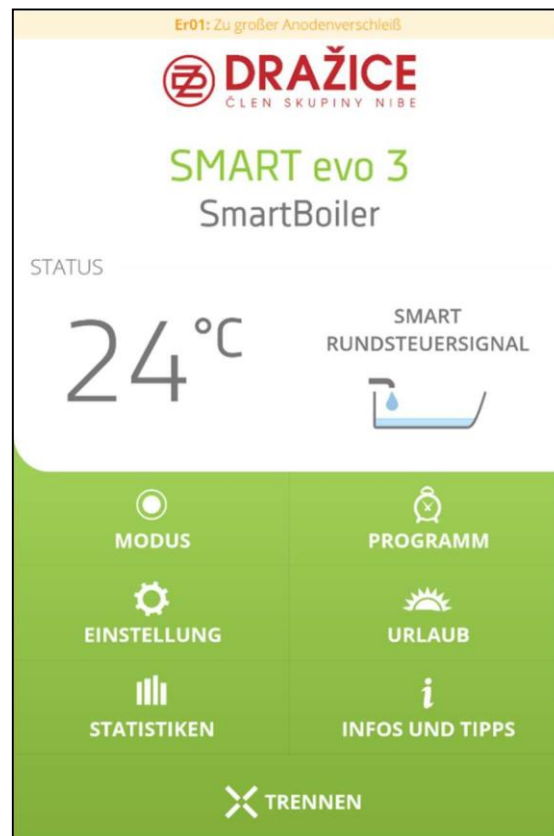 Er01: Zu großer Anodenverschleiß
DRAŽICE
ČLEN SKUPINY NIBE
SMART evo 3
SmartBoiler
STATUS
24°C
SMART
RUNDSTEUERSIGNAL
MODUS
PROGRAMM
EINSTELLUNG
URLAUB
STATISTIKEN
INFOS UND TIPPS
TRENNEN